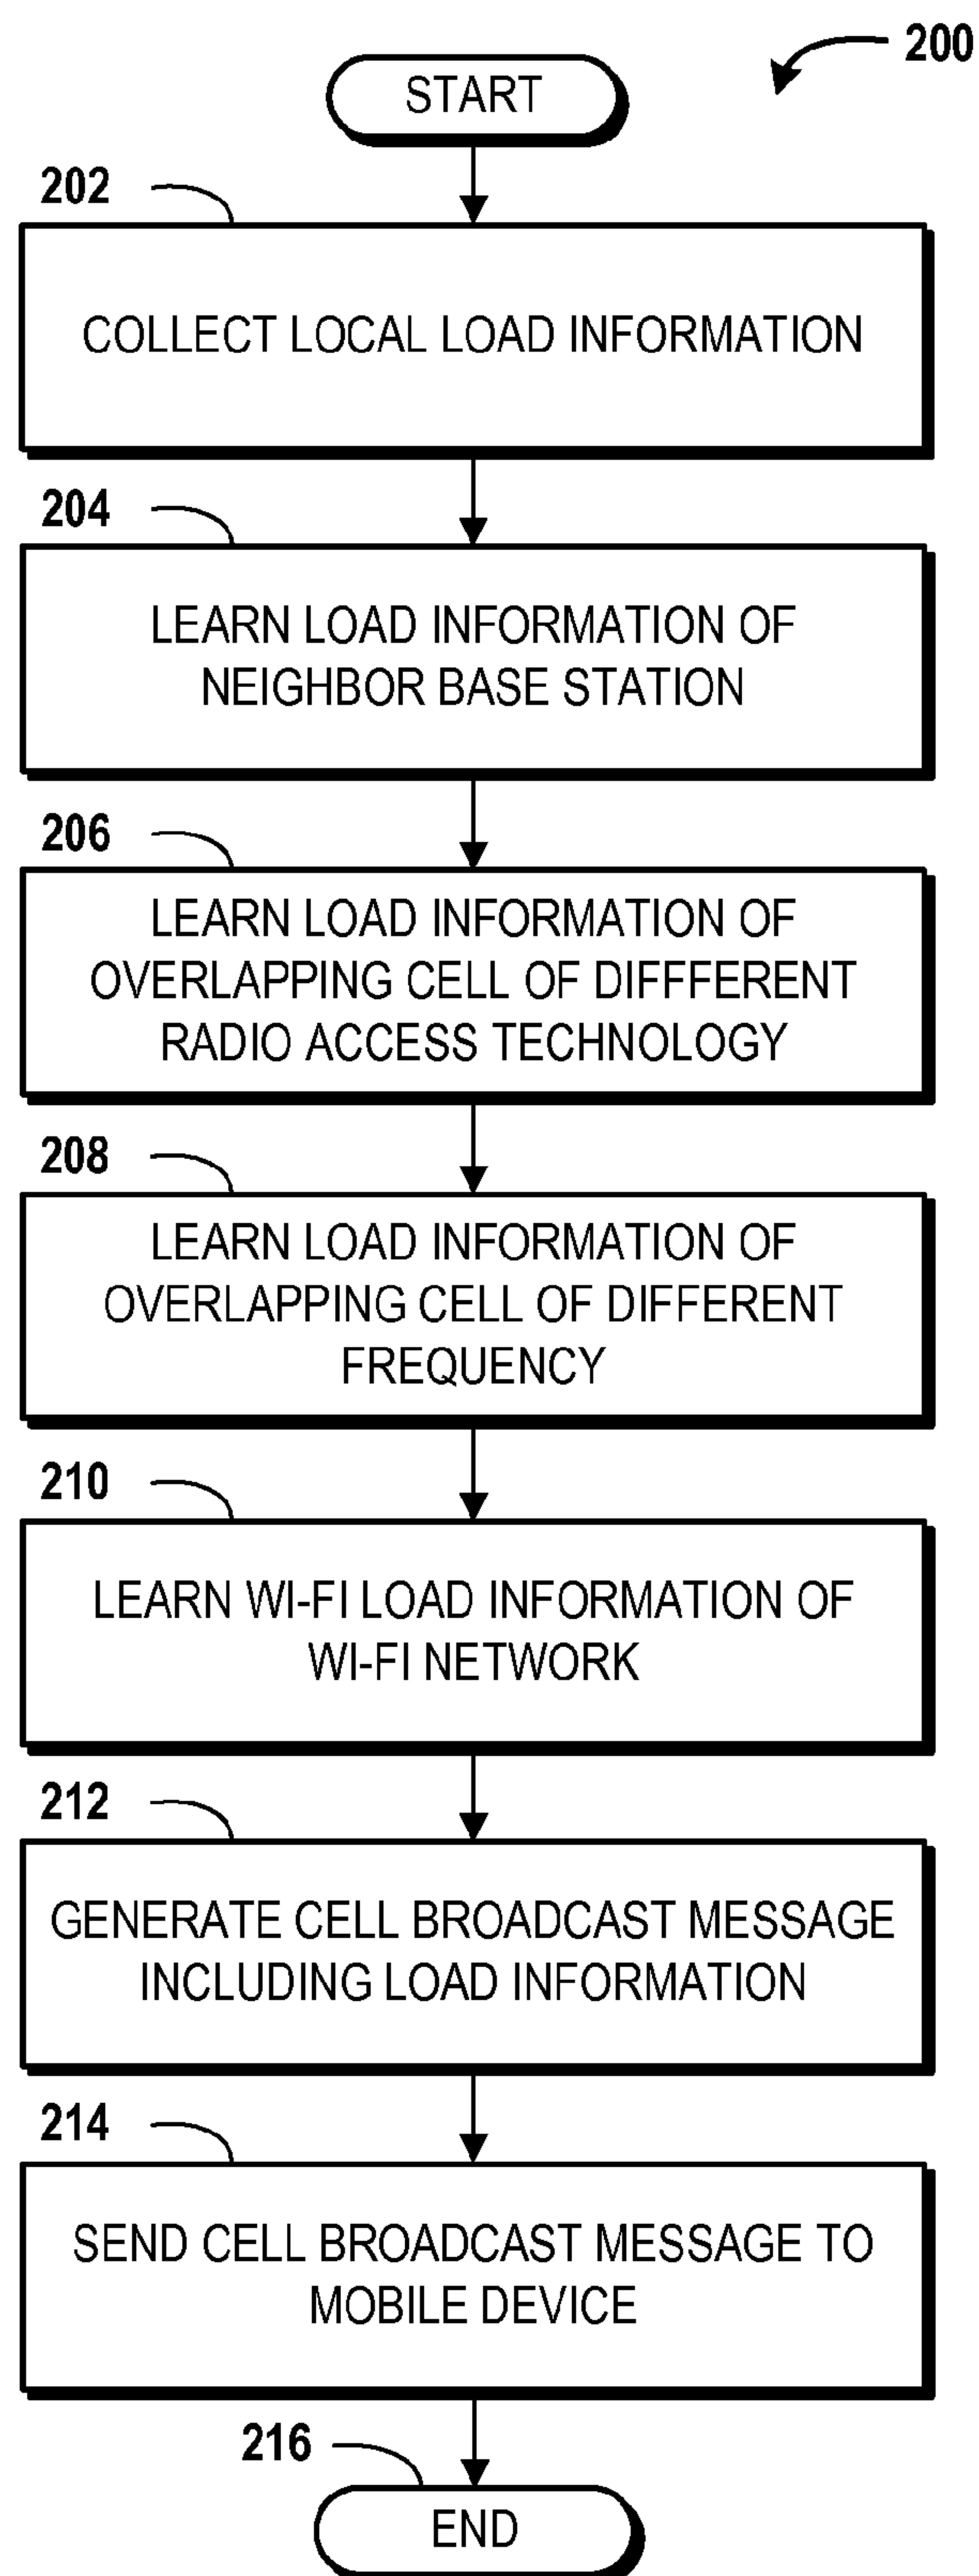 200
START
202
COLLECT LOCAL LOAD INFORMATION
204
LEARN LOAD INFORMATION OF
NEIGHBOR BASE STATION
206
LEARN LOAD INFORMATION OF
OVERLAPPING CELL OF DIFFFERENT
RADIO ACCESS TECHNOLOGY
208
LEARN LOAD INFORMATION OF
OVERLAPPING CELL OF DIFFERENT
FREQUENCY
210
LEARN WI-FI LOAD INFORMATION OF
WI-FI NETWORK
212
GENERATE CELL BROADCAST MESSAGE
INCLUDING LOAD INFORMATION
214
SEND CELL BROADCAST MESSAGE TO
MOBILE DEVICE
216
END